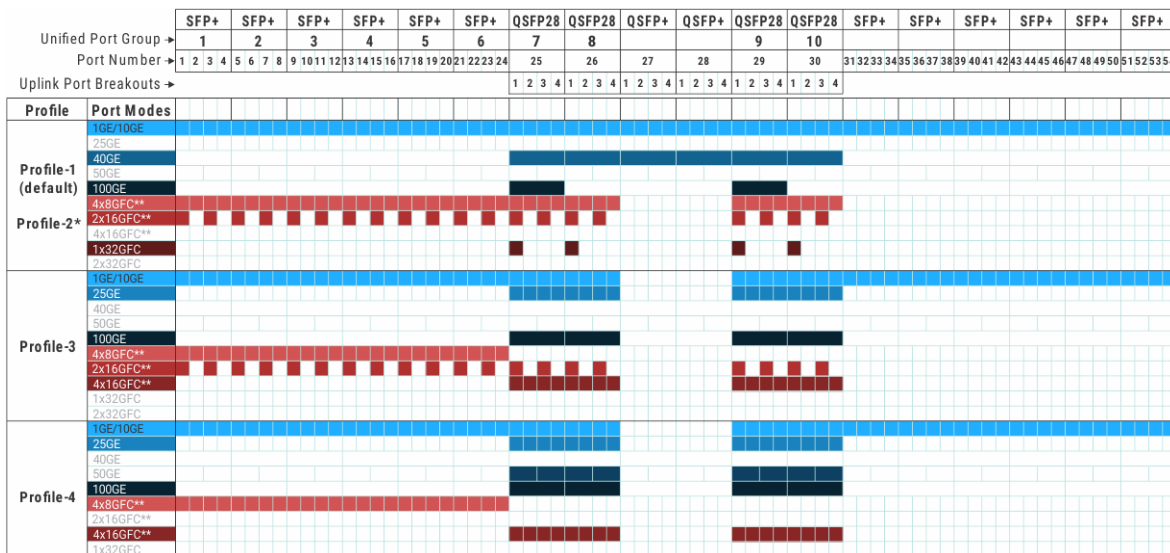 SFP+ SFP+ SFP+ SFP+ SFP+ SFP+ QSFP28 QSFP28 QSFP+ QSFP+ QSFP28 QSFP28 SFP+ SFP+ SFP+ SFP+ SFP+ SFP+
Unified Port Group → 1 2 3 4 5 6 7 8 9 10
Port Number → 1 2 3 4 5 6 7 8 9 10 11 12 13 14 15 16 17 18 19 20 21 22 23 24 25 26 27 28 29 30 31 32 33 34 35 36 37 38 39 40 41 42 43 44 45 46 47 48 49 50 51 52 53
Uplink Port Breakouts → 1 2 3 4 1 2 3 4 1 2 3 4 1 2 3 4 1 2 3 4 1 2 3 4
Profile Port Modes
Profile-1
(default)
Profile-2*
1GE/10GE
25GE
40GE
50GE
100GE
4x8GFC**
2x16GFC**
4x16GFC**
1x32GFC
2x32GFC
Profile-3
1GE/10GE
25GE
40GE
50GE
100GE
4x8GFC**
2x16GFC**
4x16GFC**
1x32GFC
2x32GFC
Profile-4
1GE/10GE
25GE
40GE
50GE
100GE
4x8GFC**
2x16GFC**
4x16GFC**
1x32GFC